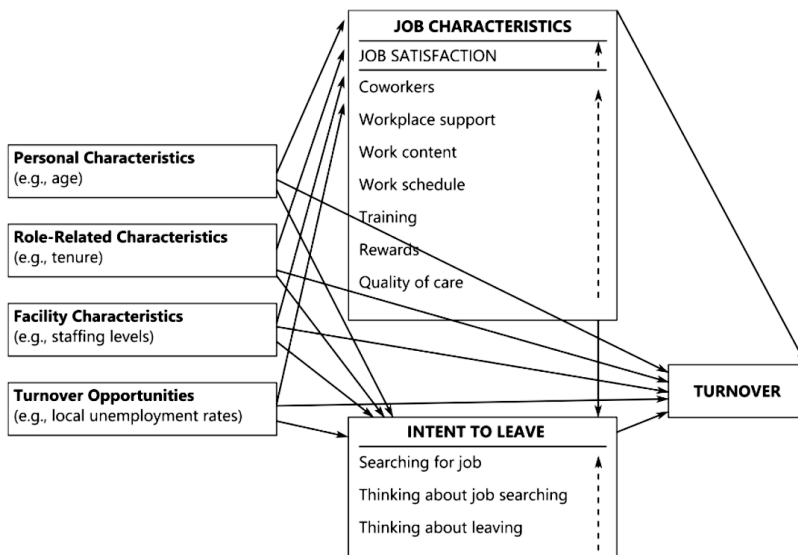 JOB CHARACTERISTICS
JOB SATISFACTION
Coworkers
Workplace support
Work content
Work schedule
Training
Rewards
Quality of care
Personal Characteristics
(e.g., age)
Role-Related Characteristics
(e.g., tenure)
Facility Characteristics
(e.g., staffing levels)
Turnover Opportunities
(e.g., local unemployment rates)
TURNOVER
INTENT TO LEAVE
Searching for job
Thinking about job searching
Thinking about leaving